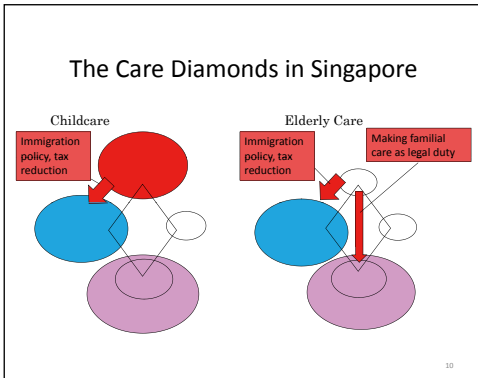 The Care Diamonds in Singapore
Childcare
Immigration
policy, tax
reduction
Elderly Care
Immigration
policy, tax
reduction
Making familial
care as legal duty
10